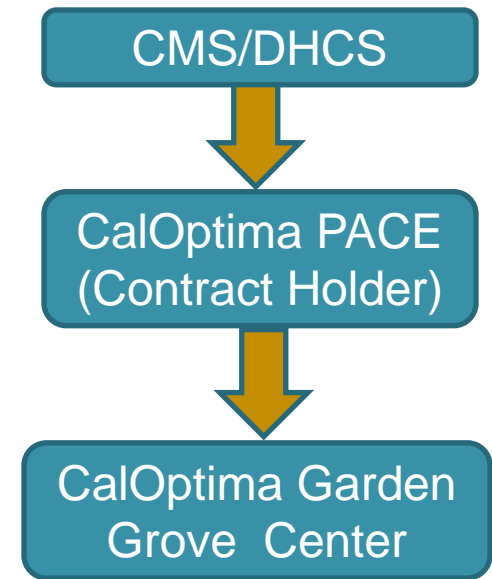 CMS/DHCS
CalOptima PACE
(Contract Holder)
CalOptima Garden
Grove Center